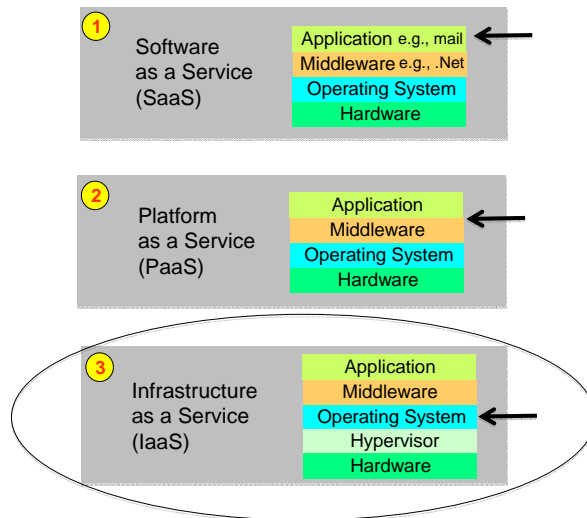 1
Software
as a Service
(SaaS)
Application e.g., mail
Middleware e.g., .Net
Operating System
Hardware
2
Platform
as a Service
(PaaS)
Application
Middleware
Operating System
Hardware
3
Infrastructure
as a Service
(IaaS)
Application
Middleware
Operating System
Hypervisor
Hardware